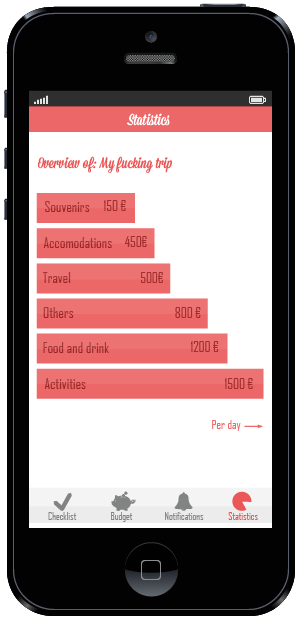 Statistics
Overview of: My fucking trip
Souvenirs 150 €
Accomodations 450€
Travel 500€
Others 800 €
Food and drink 1200 €
Activities 1500 €
Per day
Checklist Budget Notifications Statistics